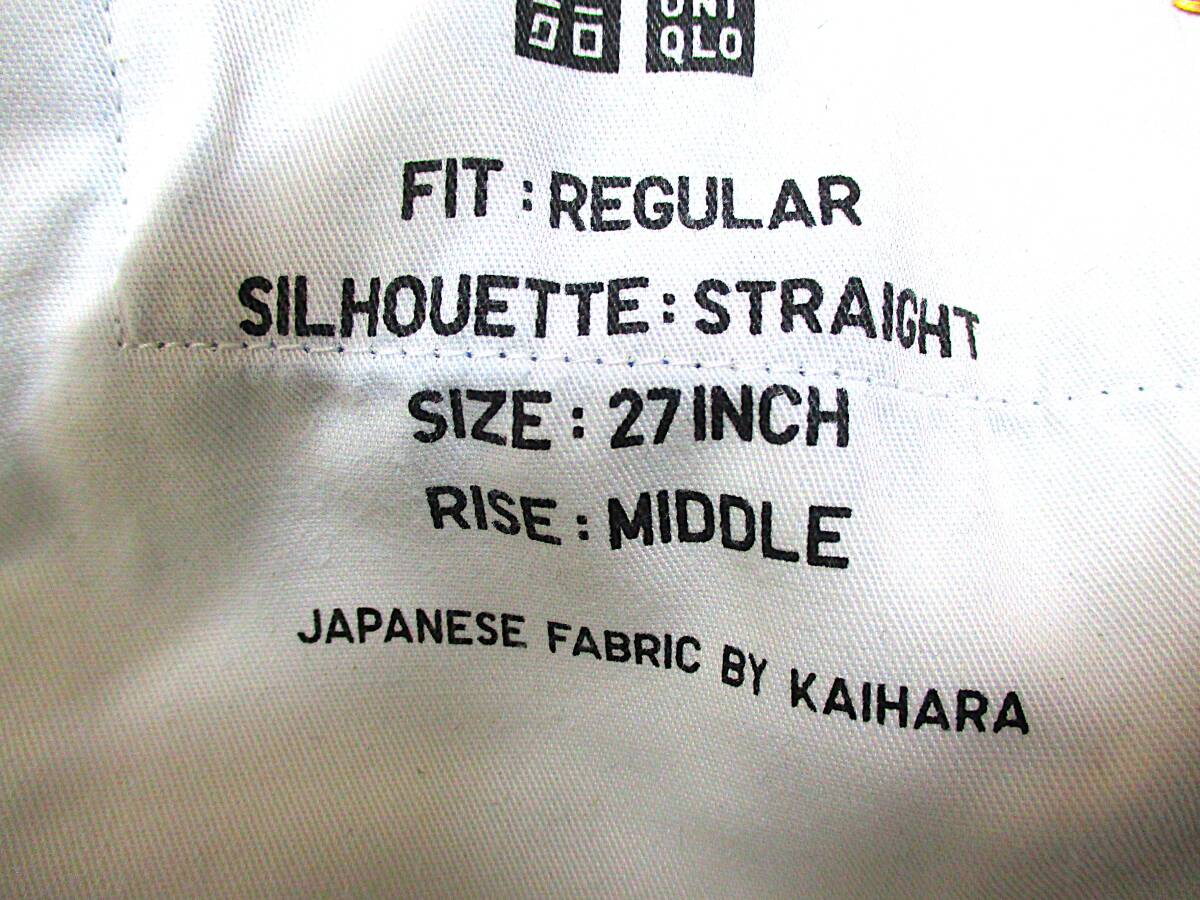 UNI
QLO
FIT : REGULAR
SILHOUETTE : STRAIGHT
SIZE : 27 INCH
RISE : MIDDLE
JAPANESE FABRIC BY KAIHARA